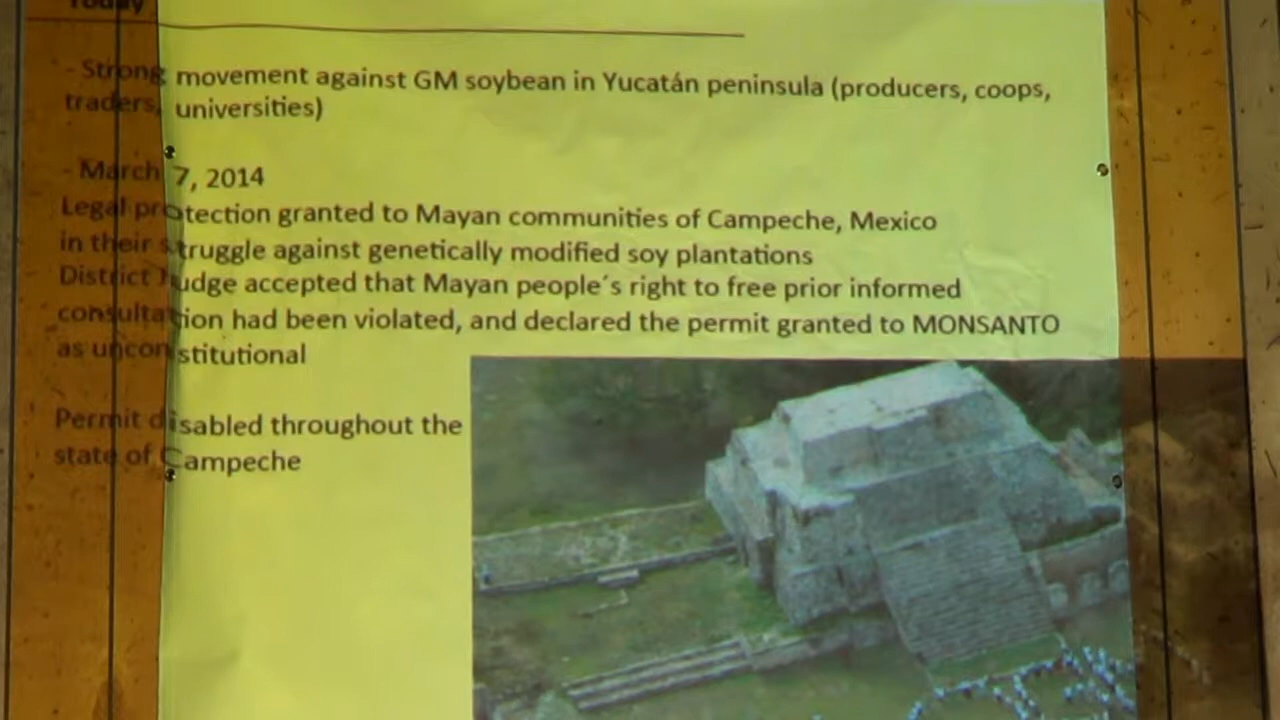 Today
- Strong movement against GM soybean in Yucatán peninsula (producers, coops,
traders, universities)
- March 7, 2014
Legal protection granted to Mayan communities of Campeche, Mexico
in their struggle against genetically modified soy plantations
District Judge accepted that Mayan people´s right to free prior informed
consultation had been violated, and declared the permit granted to MONSANTO
as unconstitutional
Permit disabled throughout the
state of Campeche